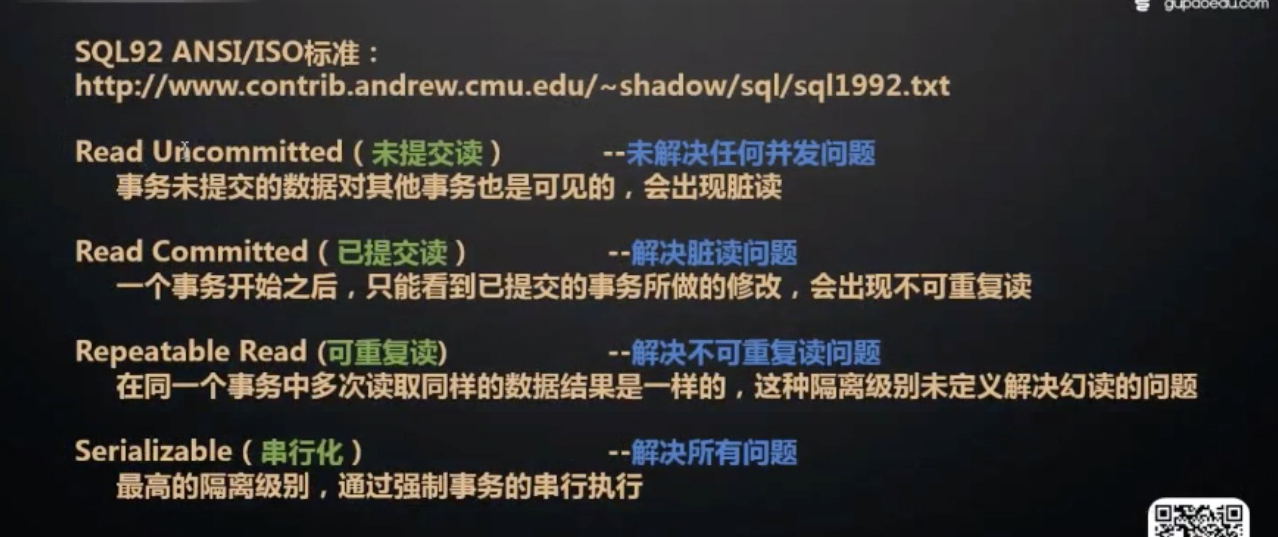 gupaoedu.com
SQL92 ANSI/ISO标准：
http://www.contrib.andrew.cmu.edu/~shadow/sql/sql1992.txt
Read Uncommitted（未提交读） --未解决任何并发问题
事务未提交的数据对其他事务也是可见的，会出现脏读
Read Committed（已提交读） --解决脏读问题
一个事务开始之后，只能看到已提交的事务所做的修改，会出现不可重复读
Repeatable Read (可重复读) --解决不可重复读问题
在同一个事务中多次读取同样的数据结果是一样的，这种隔离级别未定义解决幻读的问题
Serializable（串行化） --解决所有问题
最高的隔离级别，通过强制事务的串行执行